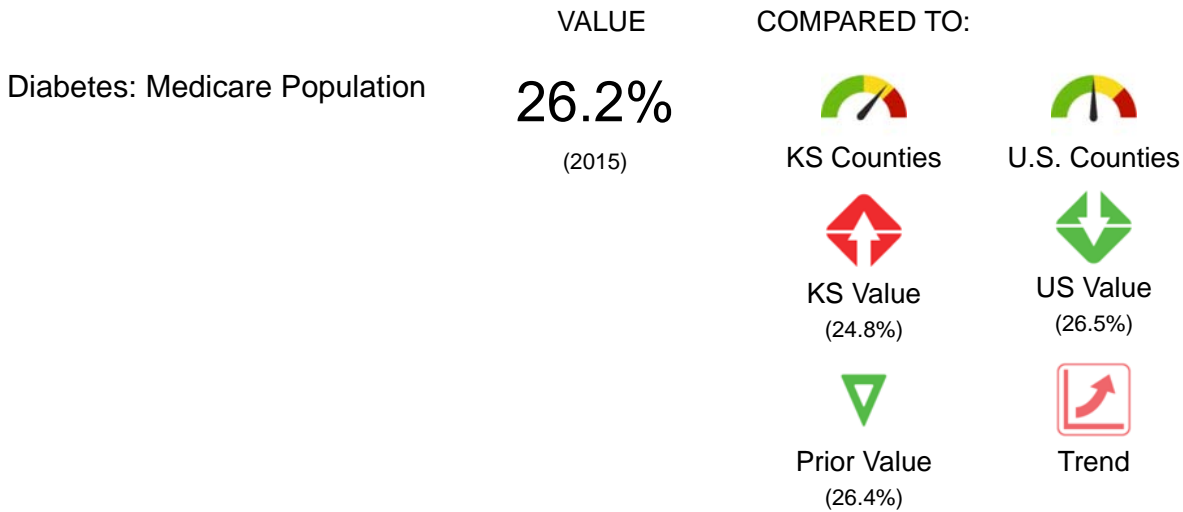 VALUE
COMPARED TO:
Diabetes: Medicare Population
26.2%
(2015)
KS Counties
U.S. Counties
KS Value
(24.8%)
US Value
(26.5%)
Prior Value
(26.4%)
Trend